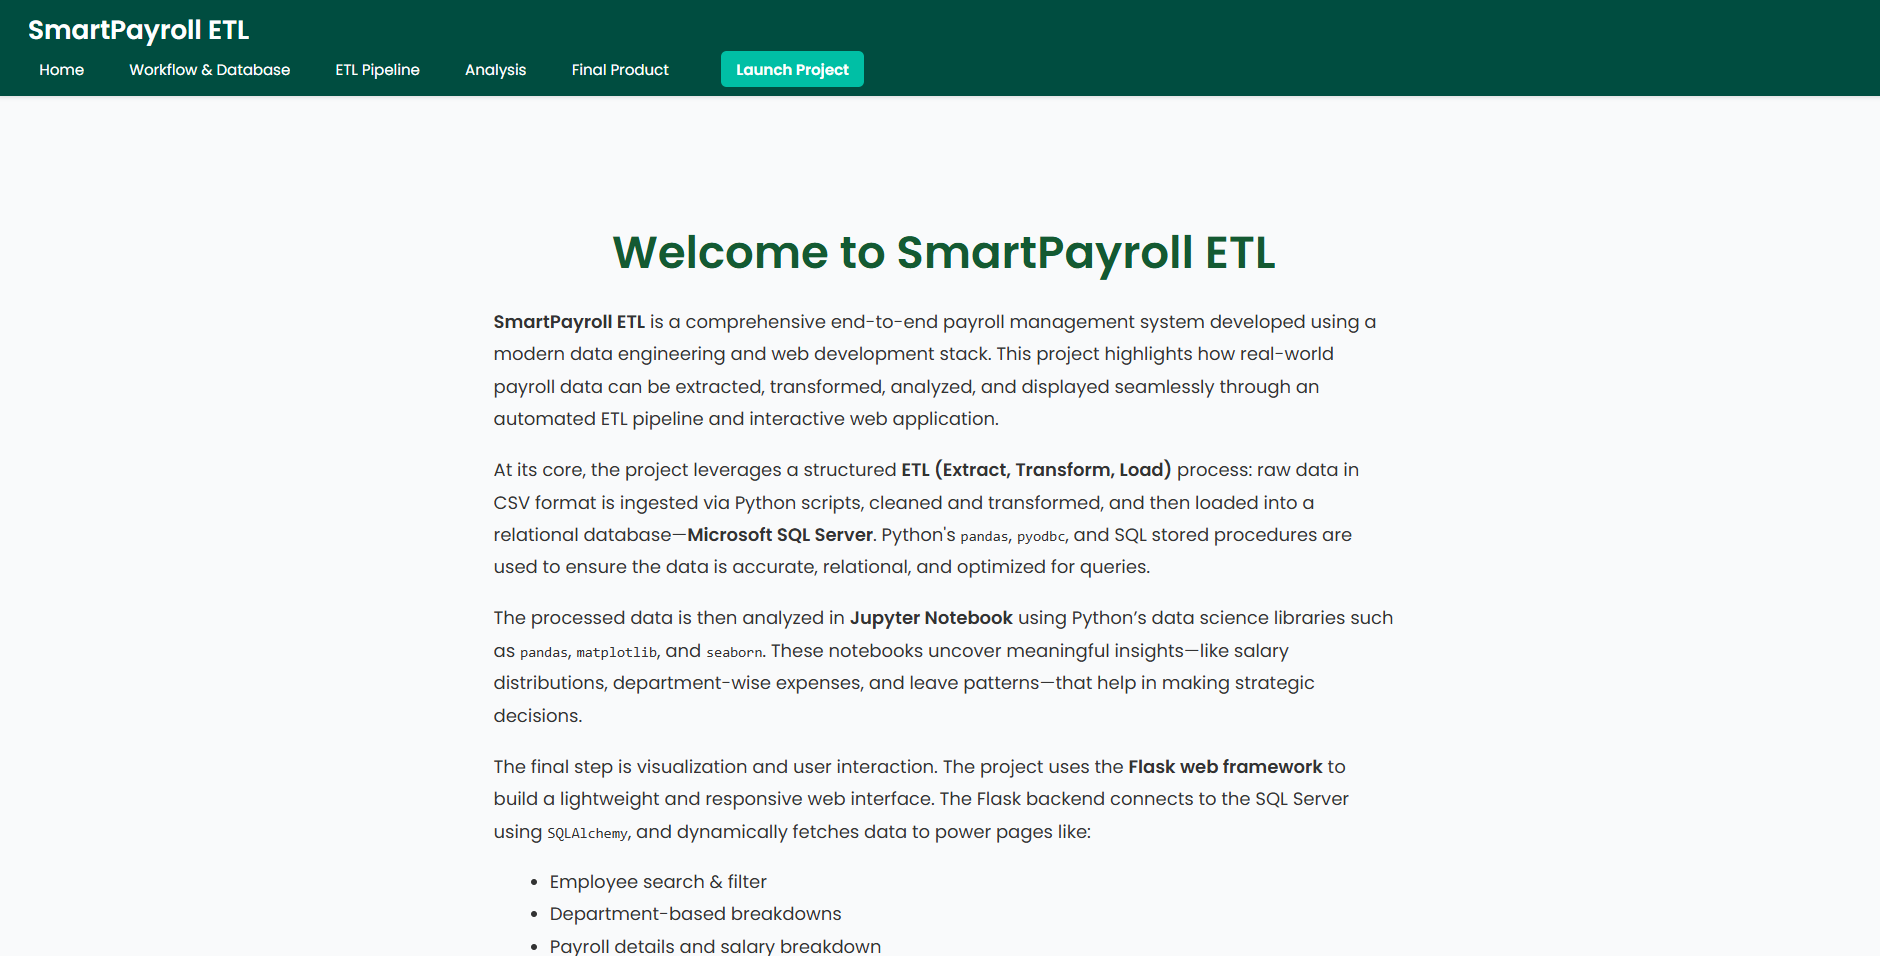 SmartPayroll ETL
Home Workflow & Database ETL Pipeline Analysis Final Product Launch Project
Welcome to SmartPayroll ETL
SmartPayroll ETL is a comprehensive end-to-end payroll management system developed using a
modern data engineering and web development stack. This project highlights how real-world
payroll data can be extracted, transformed, analyzed, and displayed seamlessly through an
automated ETL pipeline and interactive web application.
At its core, the project leverages a structured ETL (Extract, Transform, Load) process: raw data in
CSV format is ingested via Python scripts, cleaned and transformed, and then loaded into a
relational database—Microsoft SQL Server. Python's pandas, pyodbc, and SQL stored procedures are
used to ensure the data is accurate, relational, and optimized for queries.
The processed data is then analyzed in Jupyter Notebook using Python’s data science libraries such
as pandas, matplotlib, and seaborn. These notebooks uncover meaningful insights—like salary
distributions, department-wise expenses, and leave patterns—that help in making strategic
decisions.
The final step is visualization and user interaction. The project uses the Flask web framework to
build a lightweight and responsive web interface. The Flask backend connects to the SQL Server
using SQLAlchemy, and dynamically fetches data to power pages like:
• Employee search & filter
• Department-based breakdowns
• Payroll details and salary breakdown